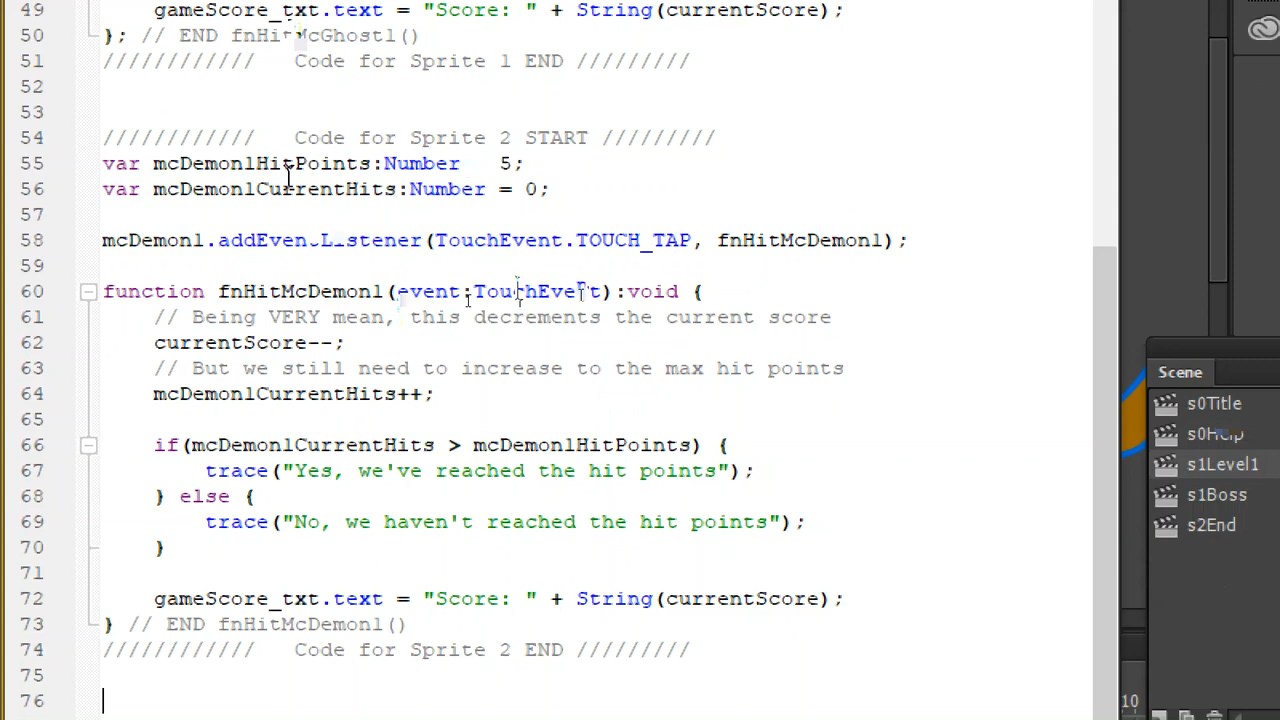 49 gameScore_txt.text = "Score: " + String(currentScore);
50 }; // END fnHitMcGhost1()
51 //////////// Code for Sprite 1 END /////////
52
53
54 //////////// Code for Sprite 2 START /////////
55 var mcDemon1HitPoints:Number 5;
56 var mcDemon1CurrentHits:Number = 0;
57
58 mcDemon1.addEventListener(TouchEvent.TOUCH_TAP, fnHitMcDemon1);
59
60 function fnHitMcDemon1(event:TouchEvent):void {
61 // Being VERY mean, this decrements the current score
62 currentScore--;
63 // But we still need to increase to the max hit points
64 mcDemon1CurrentHits++;
65
66 if(mcDemon1CurrentHits > mcDemon1HitPoints) {
67 trace("Yes, we've reached the hit points");
68 } else {
69 trace("No, we haven't reached the hit points");
70 }
71
72 gameScore_txt.text = "Score: " + String(currentScore);
73 } // END fnHitMcDemon1()
74 //////////// Code for Sprite 2 END /////////
75
76
Scene
s0Title
s0Help
s1Level1
s1Boss
s2End
10